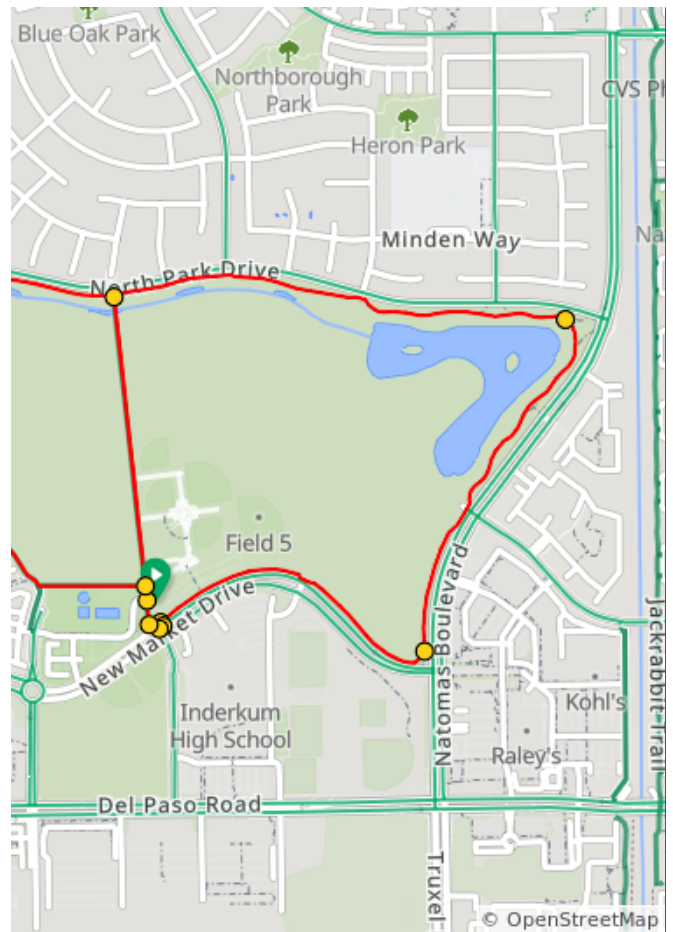 Blue Oak Park
Northborough
Park
CVS Ph
Heron Park
Minden Way
Na
North Park Drive
Field 5
New Market Drive
Natomas Boulevard
Jackrabbit Trail
Inderkum
High School
Kohl's
Raley's
Del Paso Road
Truxel
© OpenStreetMap